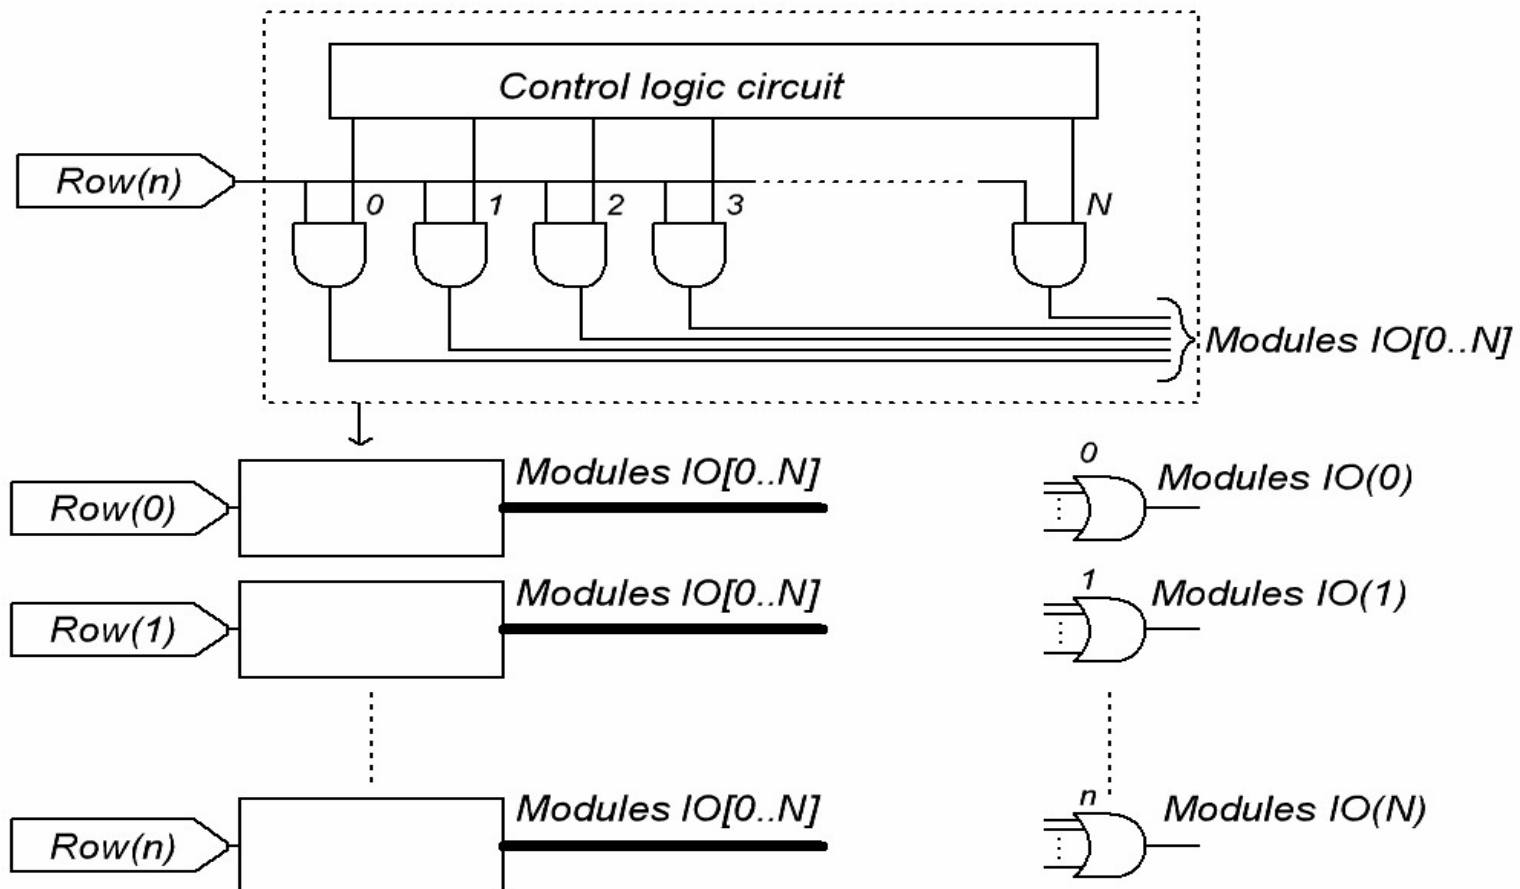 Control logic circuit
Row(n)
0 1 2 3 N
Modules IO[0..N]
Row(0)
Modules IO[0..N]
0
Modules IO(0)
Row(1)
Modules IO[0..N]
1
Modules IO(1)
Row(n)
Modules IO[0..N]
n
Modules IO(N)